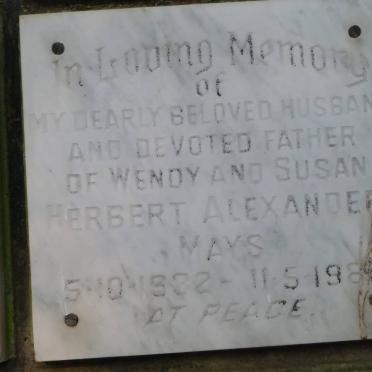 In Loving Memory
of
MY DEARLY BELOVED HUSBAN
AND DEVOTED FATHER
OF WENDY AND SUSAN
HERBERT ALEXANDER
MAYS
5·10·1932 - 11·5·198
AT PEACE.